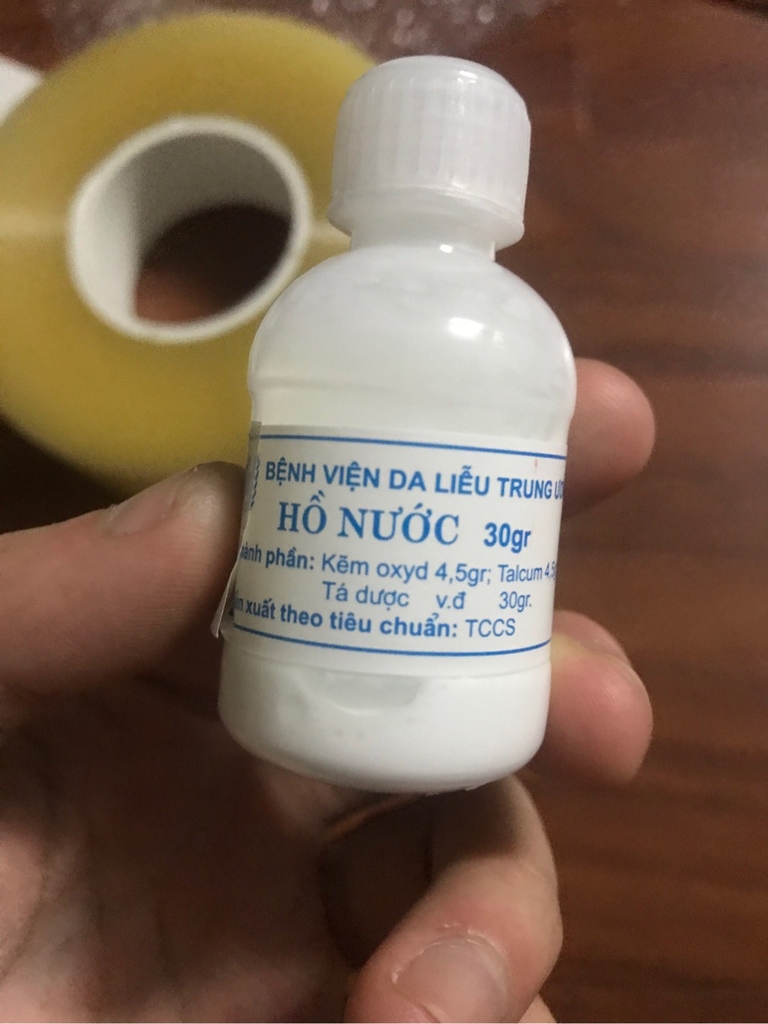 BỆNH VIỆN DA LIỄU TRUNG
HỒ NƯỚC 30gr
phần: Kẽm oxyd 4,5gr; Talcum
Tá dược v.đ 30gr.
xuất theo tiêu chuẩn: TCCS